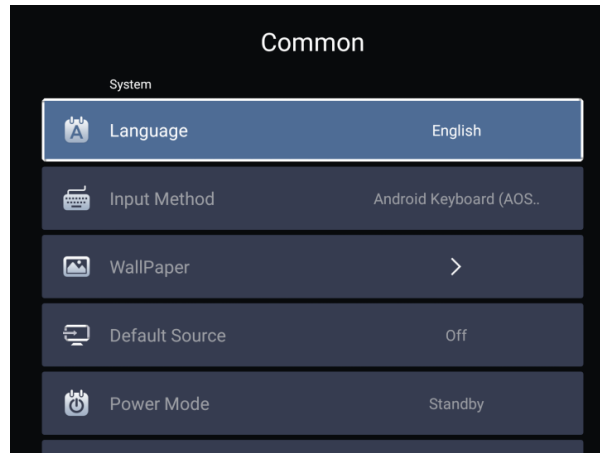 Common
System
Language English
Input Method Android Keyboard (AOS..
WallPaper
Default Source Off
Power Mode Standby